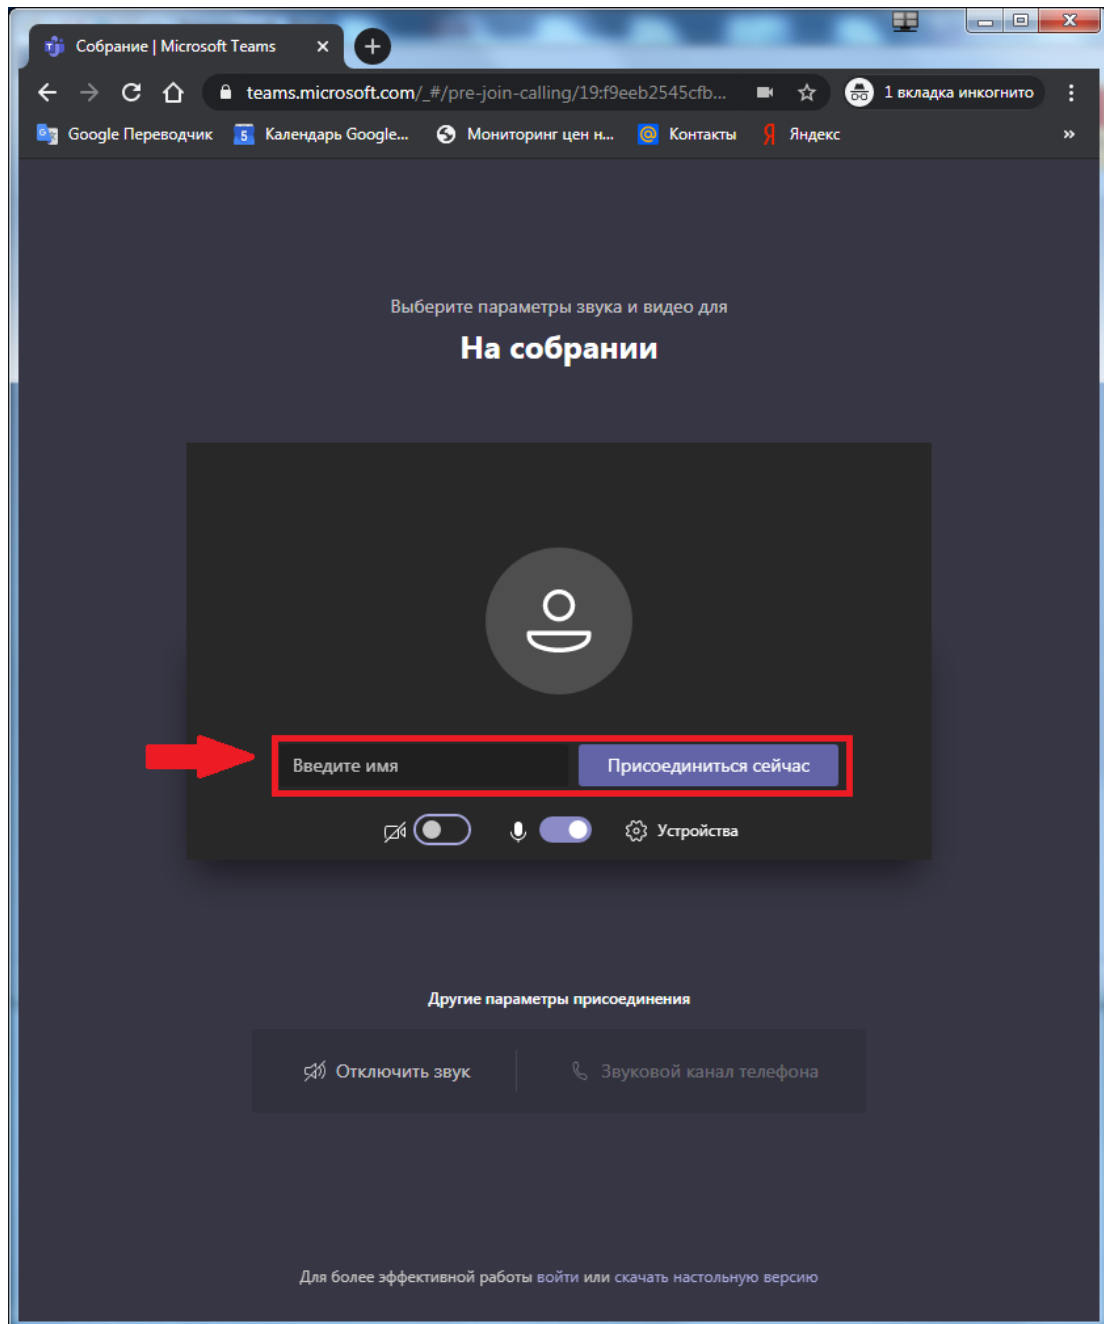 Собрание | Microsoft Teams
teams.microsoft.com/_#/pre-join-calling/19:f9eeb2545cfb...
1 вкладка инкогнито
Google Переводчик
5 Календарь Google...
Мониторинг цен н...
Контакты
Яндекс
Выберите параметры звука и видео для
На собрании
Введите имя
Присоединиться сейчас
Устройства
Другие параметры присоединения
Отключить звук
Звуковой канал телефона
Для более эффективной работы войти или скачать настольную версию